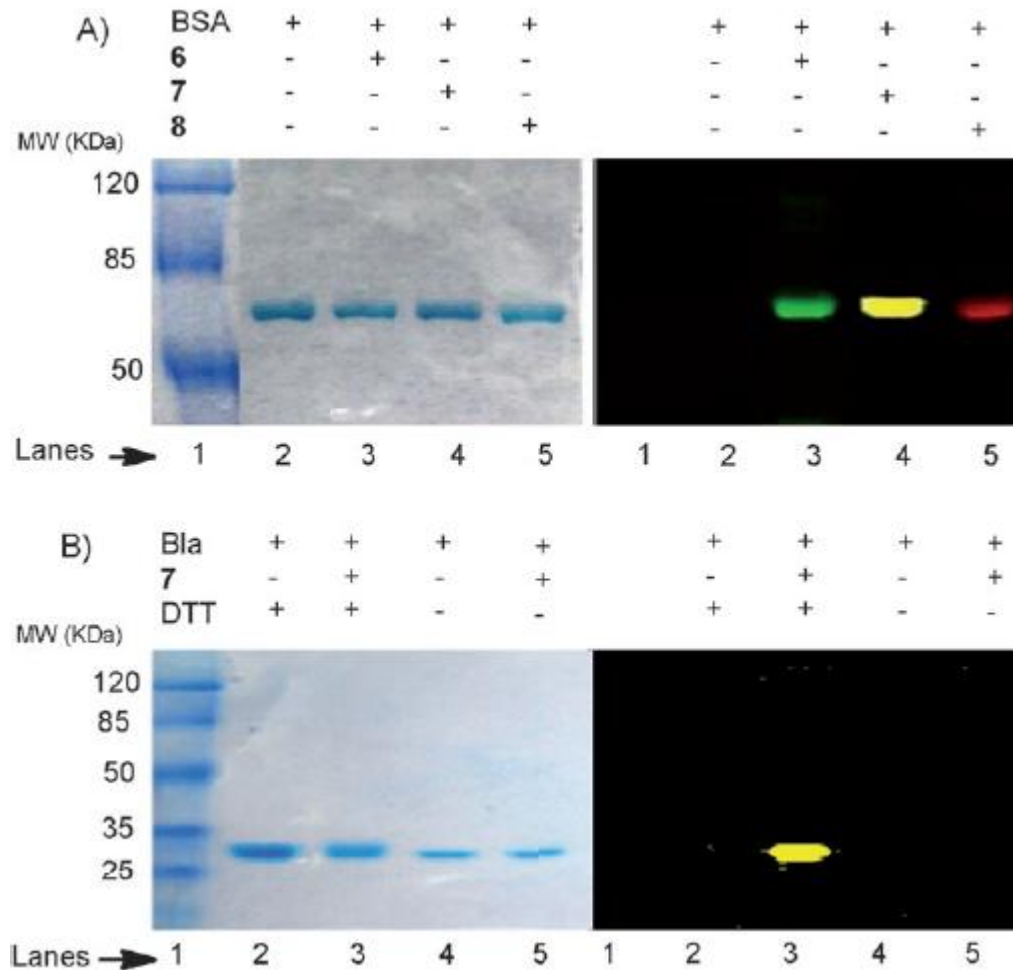 A) BSA + + + + + + + +
6 - + - - - + - -
7 - - + - - - + -
8 - - - + - - - +
MW (KDa)
120
85
50
Lanes 1 2 3 4 5 1 2 3 4 5
B) Bla + + + + + + + +
7 - + - + - + - +
DTT + + - - + + - -
MW (KDa)
120
85
50
35
25
Lanes 1 2 3 4 5 1 2 3 4 5